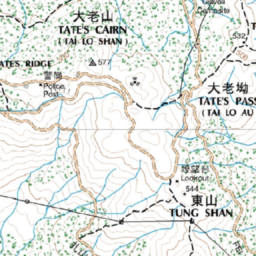 大老山
TATE'S CAIRN
( TAI LO SHAN )
577
532
警崗
Police
Post
大老坳
TATE'S PASS
( TAI LO AU
ATE'S RIDGE
瞭望台
Lookout
544
東山
TUNG SHAN